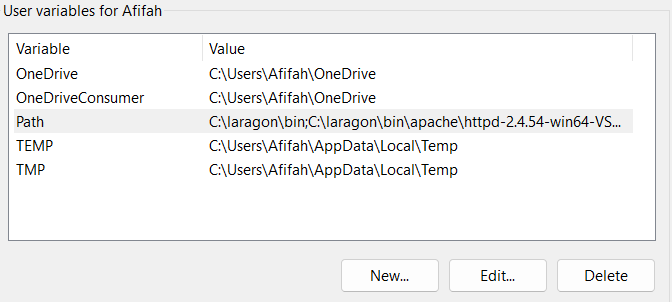 User variables for Afifah
Variable Value
OneDrive C:\Users\Afifah\OneDrive
OneDriveConsumer C:\Users\Afifah\OneDrive
Path C:\laragon\bin;C:\laragon\bin\apache\httpd-2.4.54-win64-VS...
TEMP C:\Users\Afifah\AppData\Local\Temp
TMP C:\Users\Afifah\AppData\Local\Temp
New... Edit... Delete